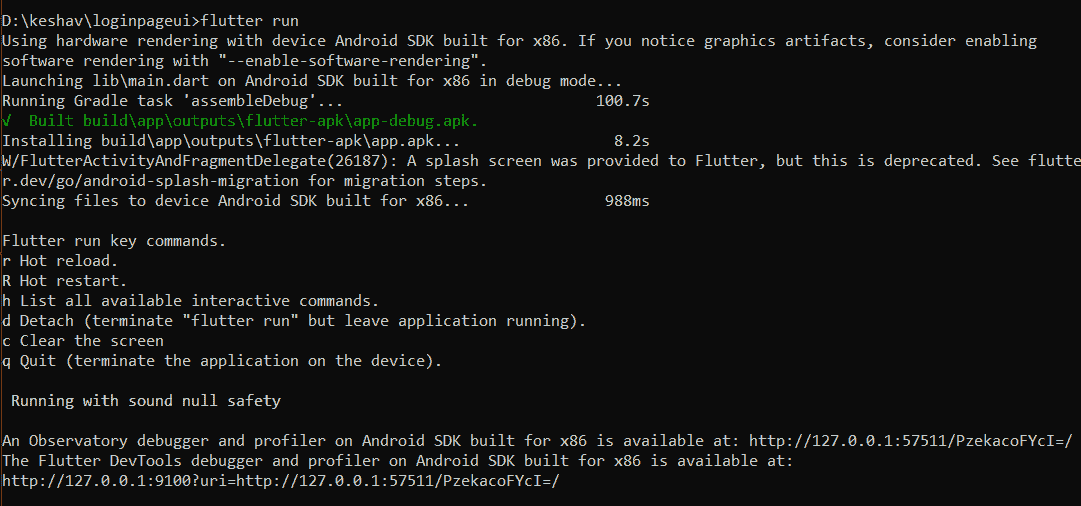 D:\keshav\loginpageui>flutter run
Using hardware rendering with device Android SDK built for x86. If you notice graphics artifacts, consider enabling
software rendering with "--enable-software-rendering".
Launching lib\main.dart on Android SDK built for x86 in debug mode...
Running Gradle task 'assembleDebug'... 100.7s
√ Built build\app\outputs\flutter-apk\app-debug.apk.
Installing build\app\outputs\flutter-apk\app.apk... 8.2s
W/FlutterActivityAndFragmentDelegate(26187): A splash screen was provided to Flutter, but this is deprecated. See flutte
r.dev/go/android-splash-migration for migration steps.
Syncing files to device Android SDK built for x86... 988ms
Flutter run key commands.
r Hot reload.
R Hot restart.
h List all available interactive commands.
d Detach (terminate "flutter run" but leave application running).
c Clear the screen
q Quit (terminate the application on the device).
Running with sound null safety
An Observatory debugger and profiler on Android SDK built for x86 is available at: http://127.0.0.1:57511/PzekacoFYcI=/
The Flutter DevTools debugger and profiler on Android SDK built for x86 is available at:
http://127.0.0.1:9100?uri=http://127.0.0.1:57511/PzekacoFYcI=/